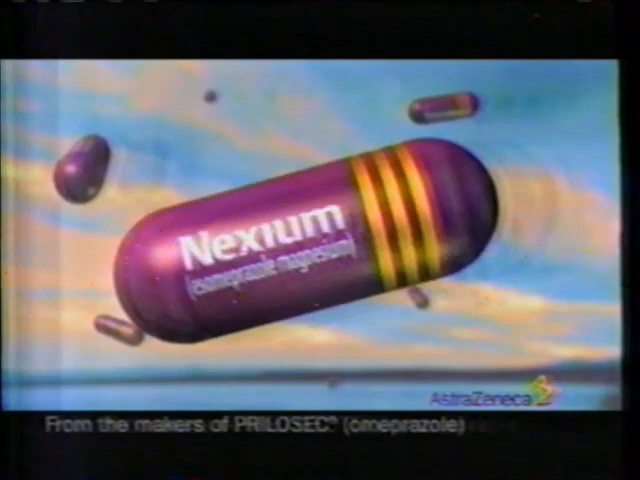 Nexium
(esomeprazole magnesium)
AstraZeneca
From the makers of PRILOSEC® (omeprazole)